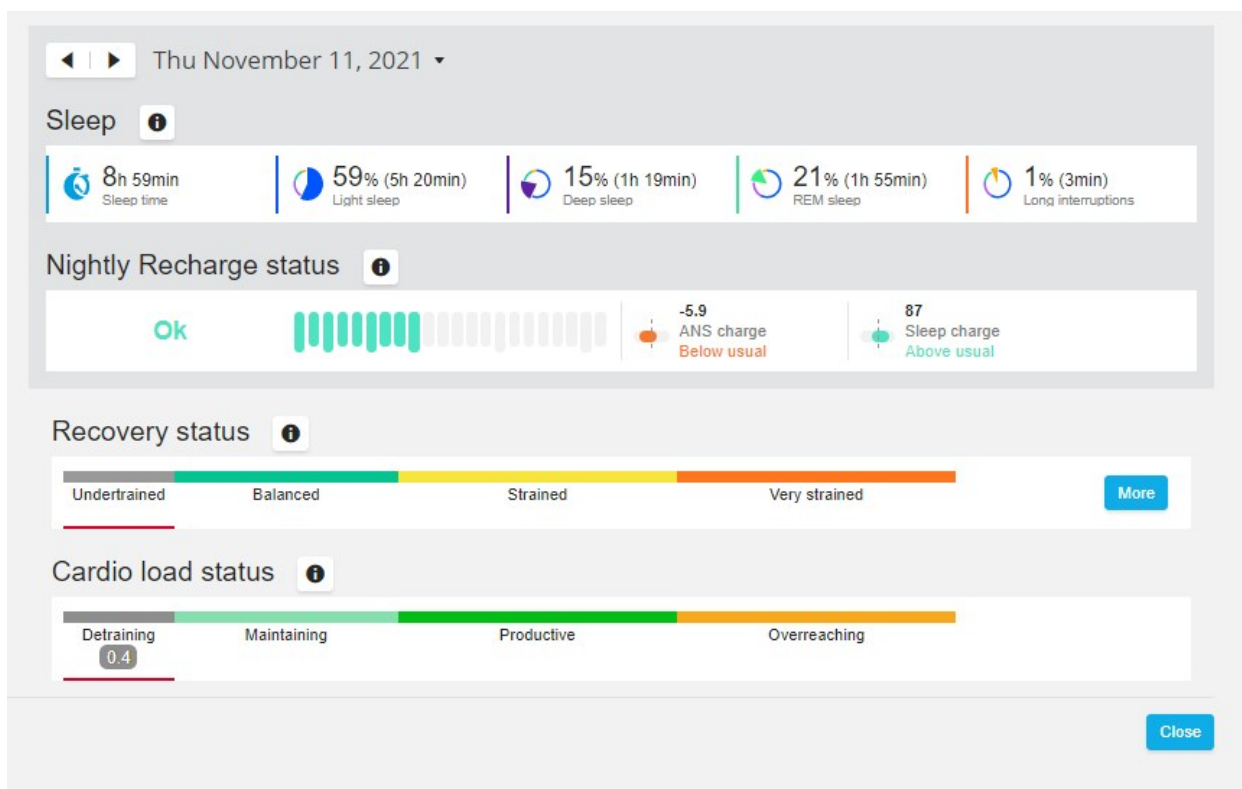 Thu November 11, 2021
Sleep
8h 59min
Sleep time
59% (5h 20min)
Light sleep
15% (1h 19min)
Deep sleep
21% (1h 55min)
REM sleep
1% (3min)
Long interruptions
Nightly Recharge status
Ok
-5.9
ANS charge
Below usual
87
Sleep charge
Above usual
Recovery status
Undertrained Balanced Strained Very strained
More
Cardio load status
Detraining Maintaining Productive Overreaching
0.4
Close